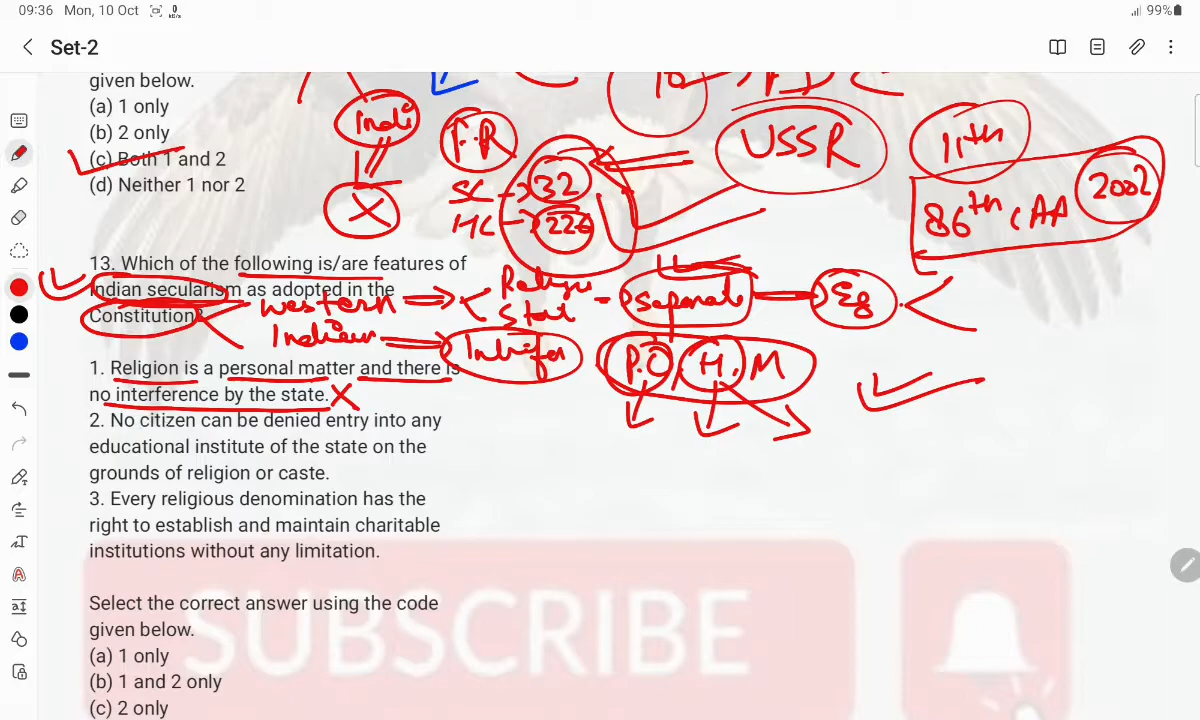 09:36 Mon, 10 Oct
99%
Set-2
given below.
(a) 1 only
(b) 2 only
(c) Both 1 and 2
(d) Neither 1 nor 2
Indi
F.R
SC → 32
HC → 226
X
USSR
11th
86th CAA 2002
13. Which of the following is/are features of
Indian secularism as adopted in the
Constitution?
Western
Indian
Separate
Eg
P.O, H. M
1. Religion is a personal matter and there is
no interference by the state. X
2. No citizen can be denied entry into any
educational institute of the state on the
grounds of religion or caste.
3. Every religious denomination has the
right to establish and maintain charitable
institutions without any limitation.
Select the correct answer using the code
given below.
(a) 1 only
(b) 1 and 2 only
(c) 2 only
SUBSCRIBE